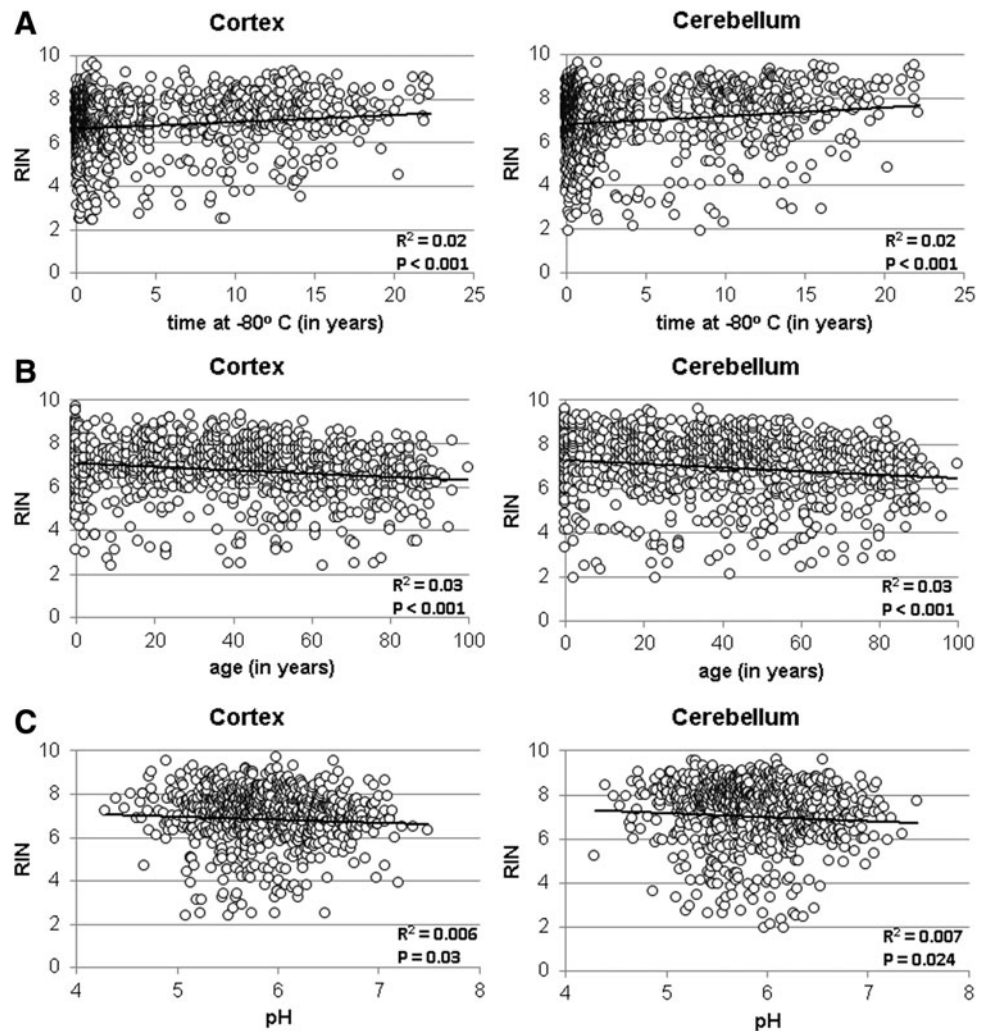 A
Cortex
Cerebellum
10
8
6
4
2
0
RIN
0 5 10 15 20 25
time at -80º C (in years)
R² = 0.02
P < 0.001
10
8
6
4
2
0
RIN
0 5 10 15 20 25
time at -80º C (in years)
R² = 0.02
P < 0.001
B
Cortex
Cerebellum
10
8
6
4
2
0
RIN
0 20 40 60 80 100
age (in years)
R² = 0.03
P < 0.001
10
8
6
4
2
0
RIN
0 20 40 60 80 100
age (in years)
R² = 0.03
P < 0.001
C
Cortex
Cerebellum
10
8
6
4
2
0
RIN
4 5 6 7 8
pH
R² = 0.006
P = 0.03
10
8
6
4
2
0
RIN
4 5 6 7 8
pH
R² = 0.007
P = 0.024